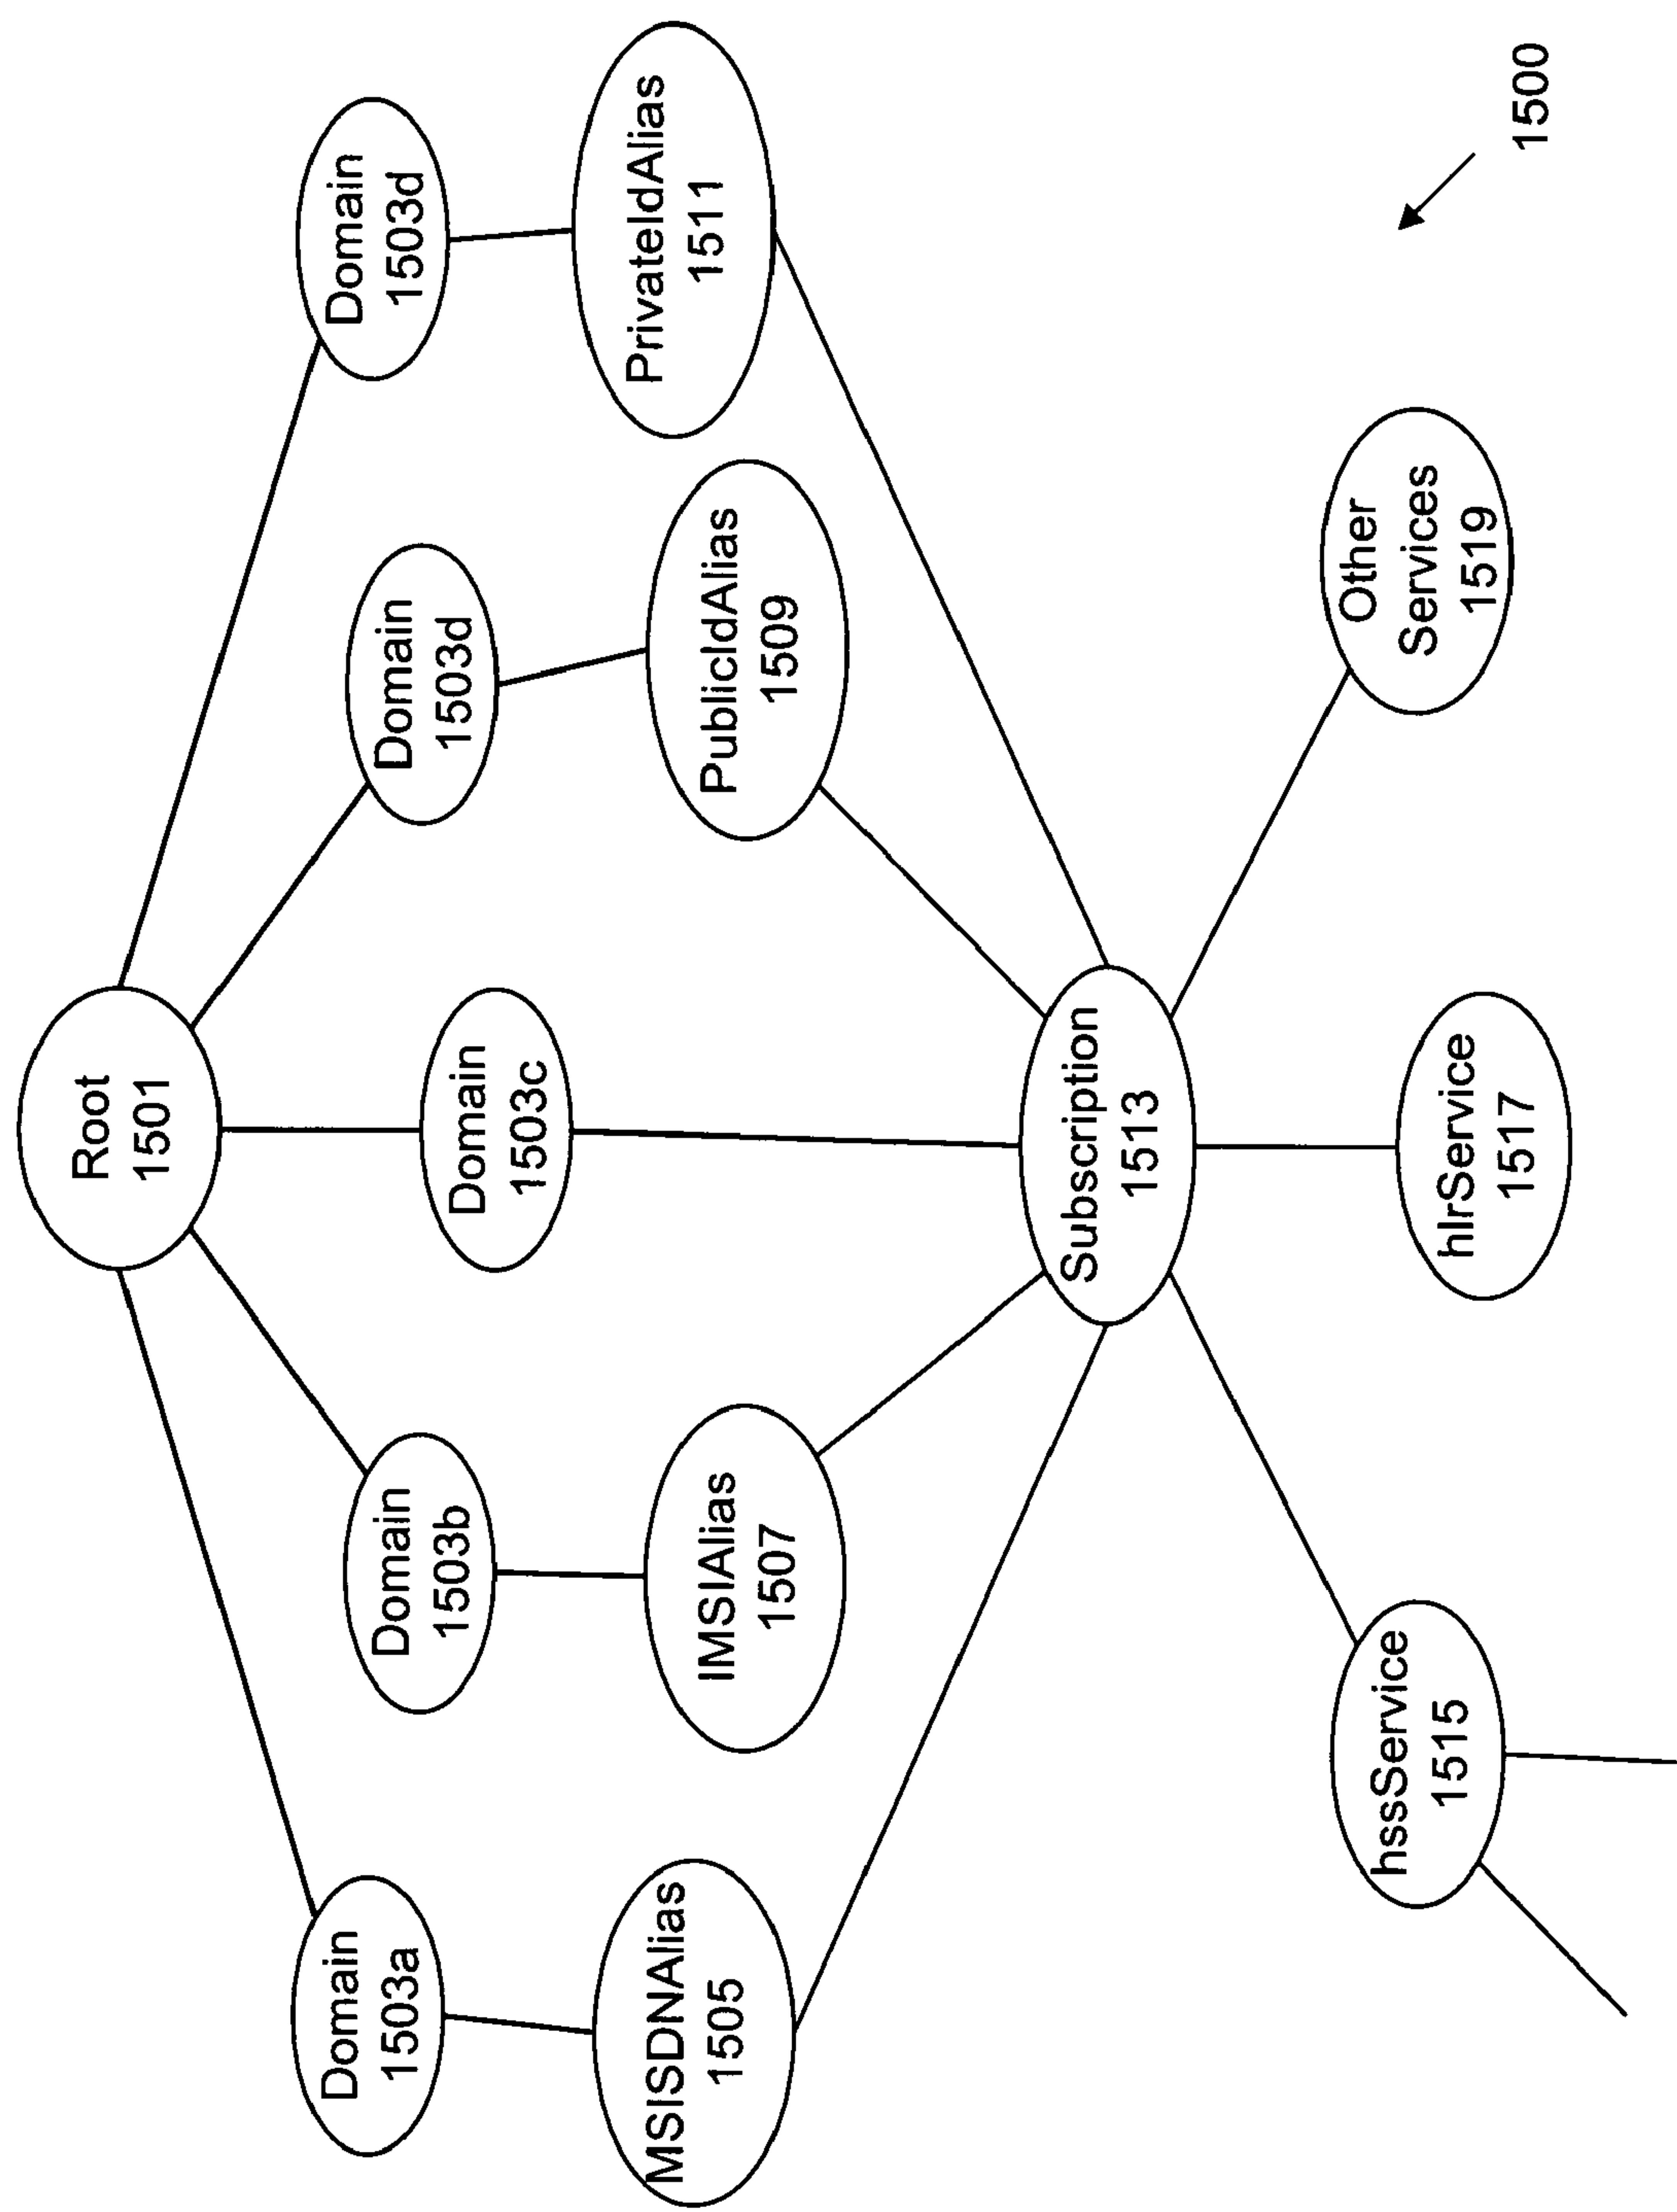 Root
1501
Domain
1503a
Domain
1503b
Domain
1503c
Domain
1503d
Domain
1503d
MSISDNAlias
1505
IMSIAlias
1507
PublicIdAlias
1509
PrivateIdAlias
1511
Subscription
1513
hssService
1515
hlrService
1517
Other
Services
1519
1500